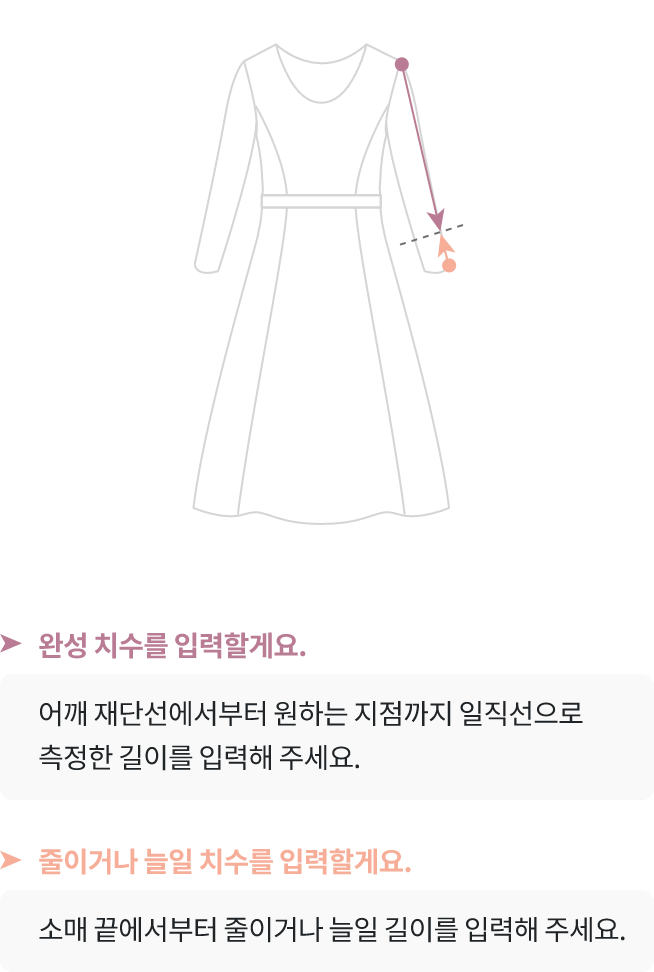 완성 치수를 입력할게요.
어깨 재단선에서부터 원하는 지점까지 일직선으로
측정한 길이를 입력해 주세요.
줄이거나 늘일 치수를 입력할게요.
소매 끝에서부터 줄이거나 늘일 길이를 입력해 주세요.